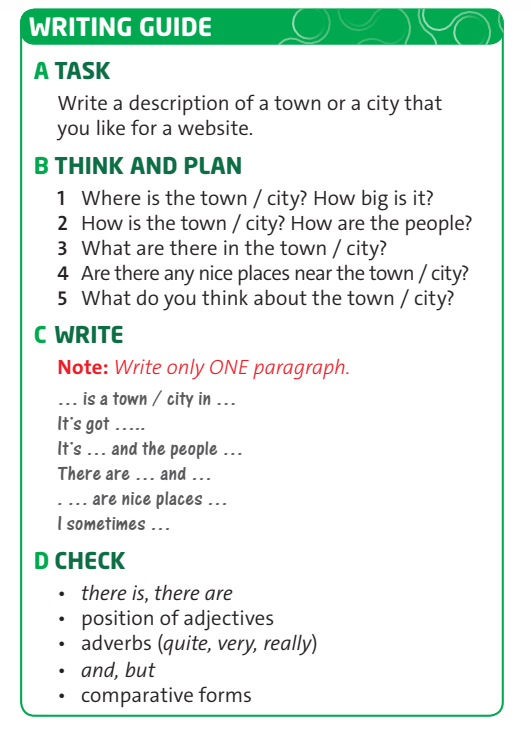 WRITING GUIDE
A TASK
Write a description of a town or a city that
you like for a website.
B THINK AND PLAN
1 Where is the town / city? How big is it?
2 How is the town / city? How are the people?
3 What are there in the town / city?
4 Are there any nice places near the town / city?
5 What do you think about the town / city?
C WRITE
Note: Write only ONE paragraph.
... is a town / city in ...
It's got .....
It's ... and the people ...
There are ... and ...
. ... are nice places ...
I sometimes ...
D CHECK
• there is, there are
• position of adjectives
• adverbs (quite, very, really)
• and, but
• comparative forms